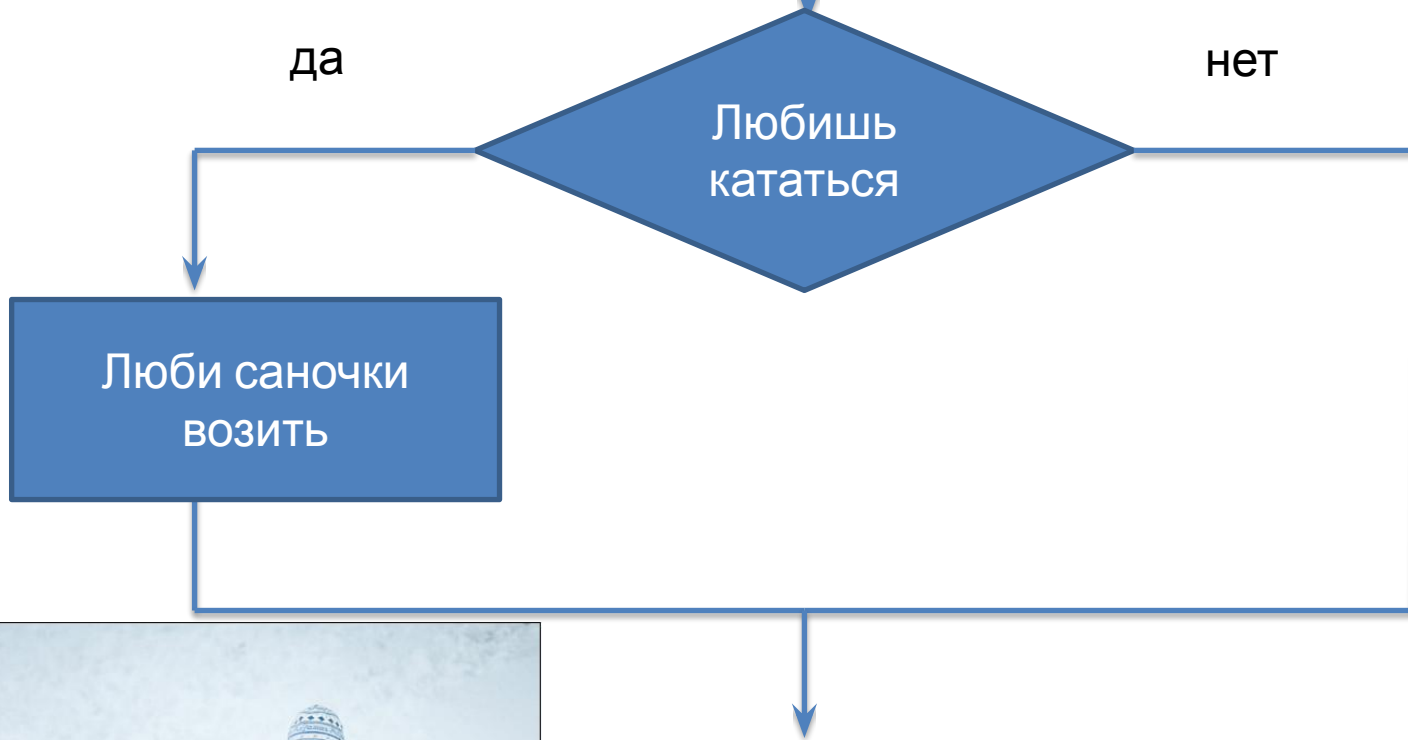 да
нет
Любишь
кататься
Люби саночки
возить